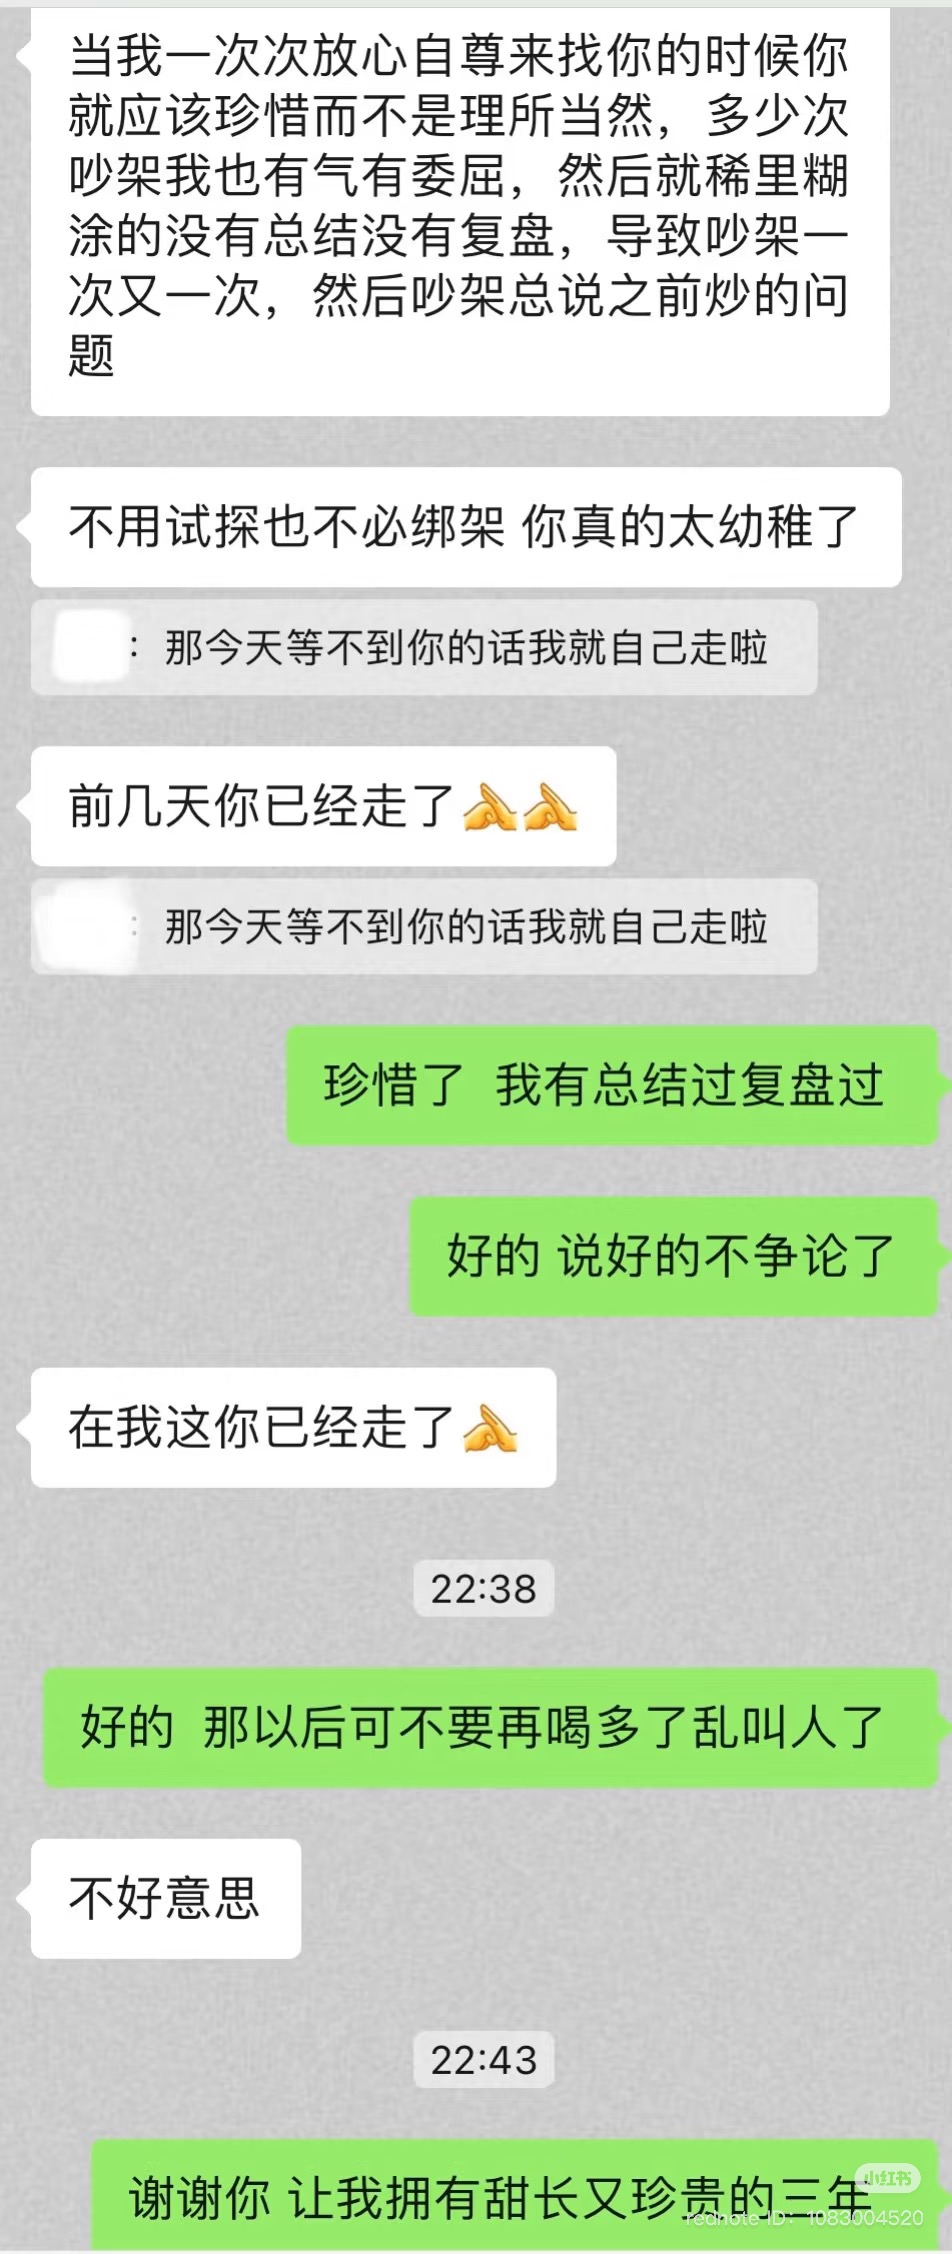 当我一次次放心自尊来找你的时候你
就应该珍惜而不是理所当然，多少次
吵架我也有气有委屈，然后就稀里糊
涂的没有总结没有复盘，导致吵架一
次又一次，然后吵架总说之前炒的问
题
不用试探也不必绑架 你真的太幼稚了
：那今天等不到你的话我就自己走啦
前几天你已经走了
：那今天等不到你的话我就自己走啦
珍惜了 我有总结过复盘过
好的 说好的不争论了
在我这你已经走了
22:38
好的 那以后可不要再喝多了乱叫人了
不好意思
22:43
谢谢你 让我拥有甜长又珍贵的三年
小红书
rednote ID：1083004520